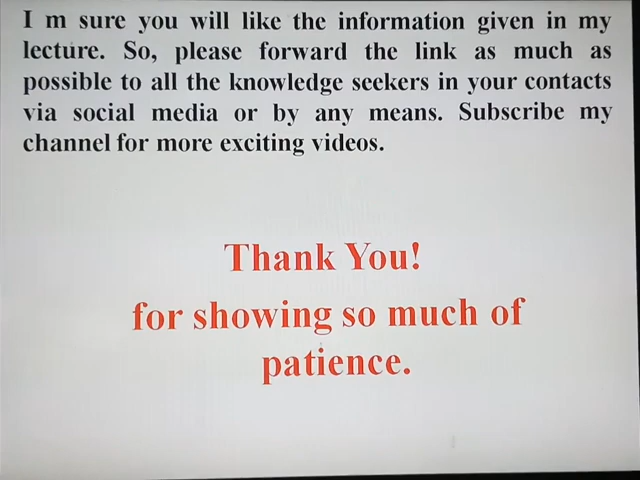 I m sure you will like the information given in my
lecture. So, please forward the link as much as
possible to all the knowledge seekers in your contacts
via social media or by any means. Subscribe my
channel for more exciting videos.
Thank You!
for showing so much of
patience.